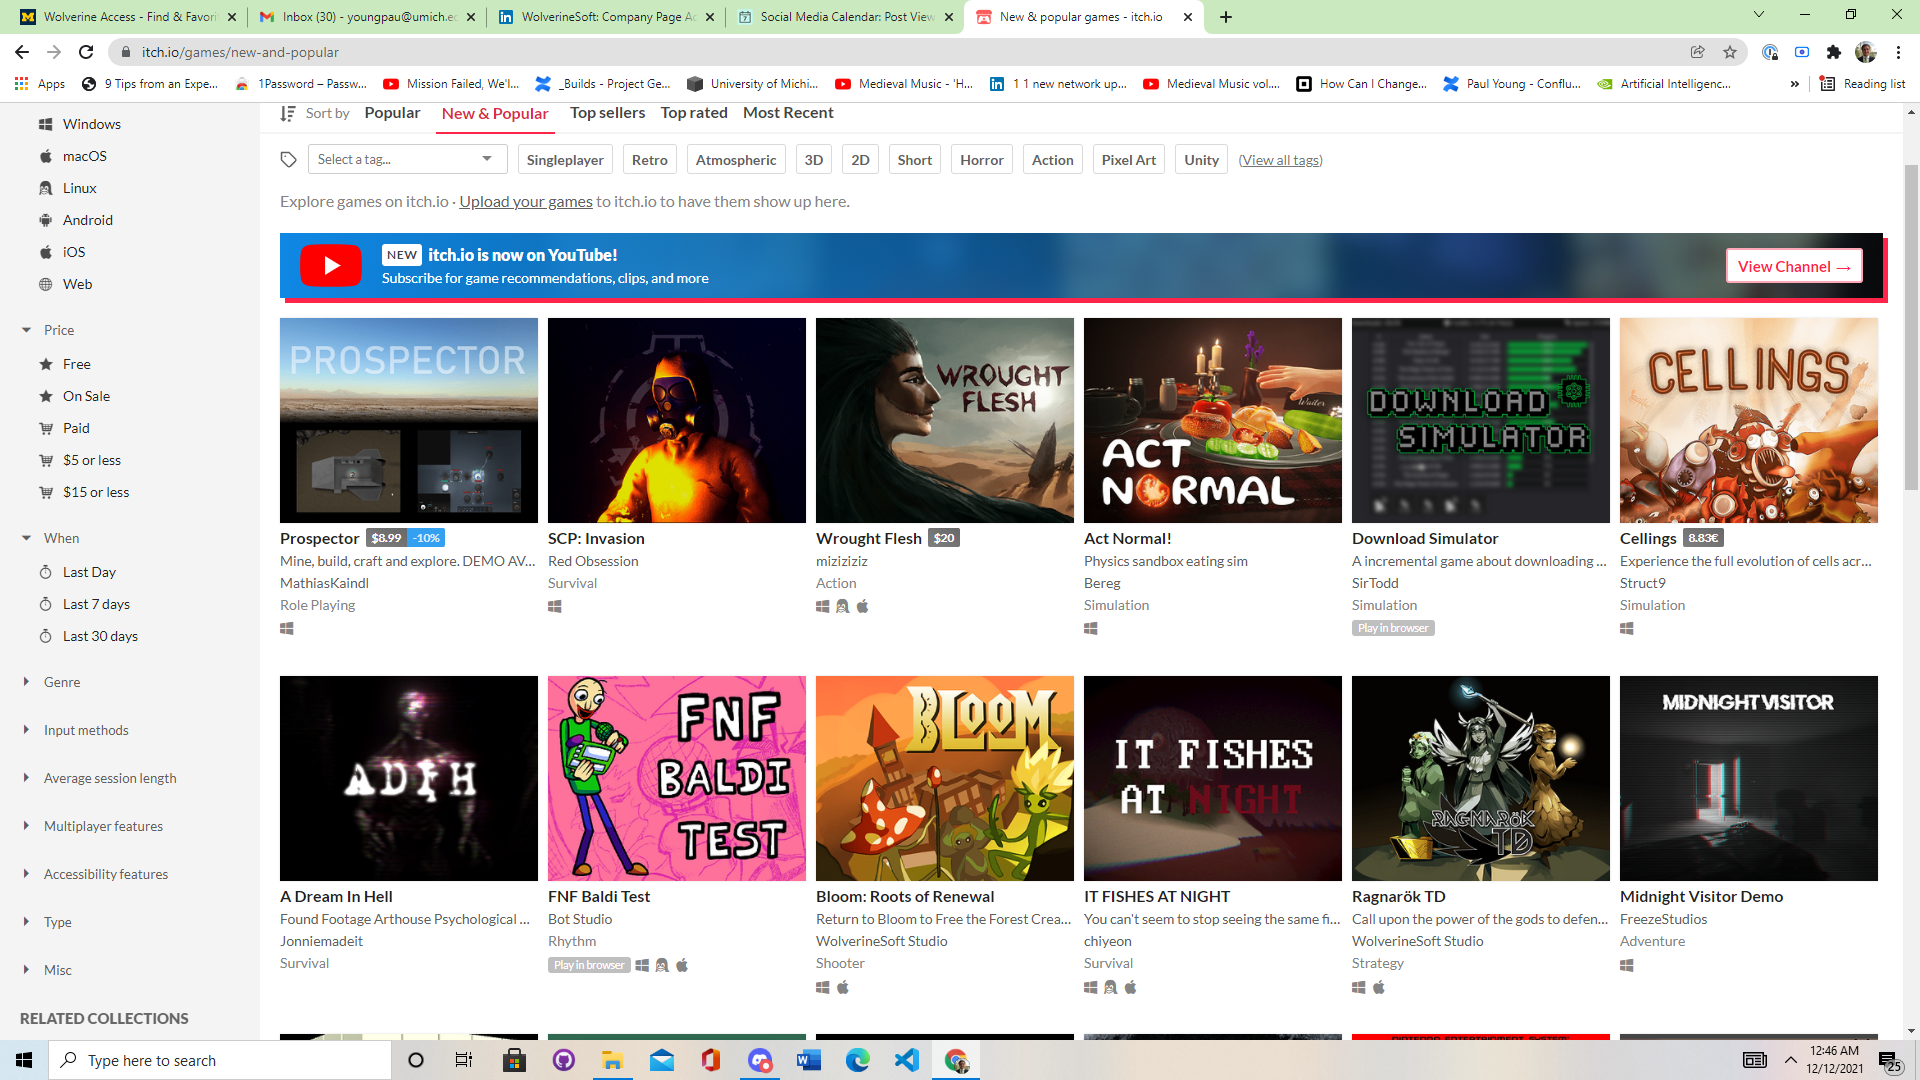 Wolverine Access - Find & Favorit
Inbox (30) - youngpau@umich.ed
WolverineSoft: Company Page Ad
Social Media Calendar: Post View
New & popular games - itch.io
itch.io/games/new-and-popular
Apps
9 Tips from an Expe...
1Password – Passw...
Mission Failed, We'l...
_Builds - Project Ge...
University of Michi...
Medieval Music - 'H...
1 1 new network up...
Medieval Music vol....
How Can I Change...
Paul Young - Conflu...
Artificial Intelligenc...
»
Reading list
Windows
macOS
Linux
Android
iOS
Web
Price
Free
On Sale
Paid
$5 or less
$15 or less
When
Last Day
Last 7 days
Last 30 days
Genre
Input methods
Average session length
Multiplayer features
Accessibility features
Type
Misc
RELATED COLLECTIONS
Sort by Popular New & Popular Top sellers Top rated Most Recent
Select a tag... Singleplayer Retro Atmospheric 3D 2D Short Horror Action Pixel Art Unity (View all tags)
Explore games on itch.io · Upload your games to itch.io to have them show up here.
NEW itch.io is now on YouTube!
Subscribe for game recommendations, clips, and more
View Channel →
PROSPECTOR
Prospector $8.99 -10%
Mine, build, craft and explore. DEMO AV...
MathiasKaindl
Role Playing
SCP: Invasion
Red Obsession
Survival
WROUGHT
FLESH
Wrought Flesh $20
miziziziz
Action
Waiter
ACT
NORMAL
Act Normal!
Physics sandbox eating sim
Bereg
Simulation
DOWNLOAD
SIMULATOR
Download Simulator
A incremental game about downloading ...
SirTodd
Simulation
Play in browser
CELLINGS
Cellings 8.83€
Experience the full evolution of cells acr...
Struct9
Simulation
ADIH
A Dream In Hell
Found Footage Arthouse Psychological ...
Jonniemadeit
Survival
FNF
BALDI
TEST
FNF Baldi Test
Bot Studio
Rhythm
Play in browser
BLOOM
Bloom: Roots of Renewal
Return to Bloom to Free the Forest Crea...
WolverineSoft Studio
Shooter
IT FISHES
AT NIGHT
IT FISHES AT NIGHT
You can't seem to stop seeing the same fi...
chiyeon
Survival
RAGNARÖK
TD
Ragnarök TD
Call upon the power of the gods to defen...
WolverineSoft Studio
Strategy
MIDNIGHT VISITOR
Midnight Visitor Demo
FreezeStudios
Adventure
Type here to search
12:46 AM
12/12/2021
25